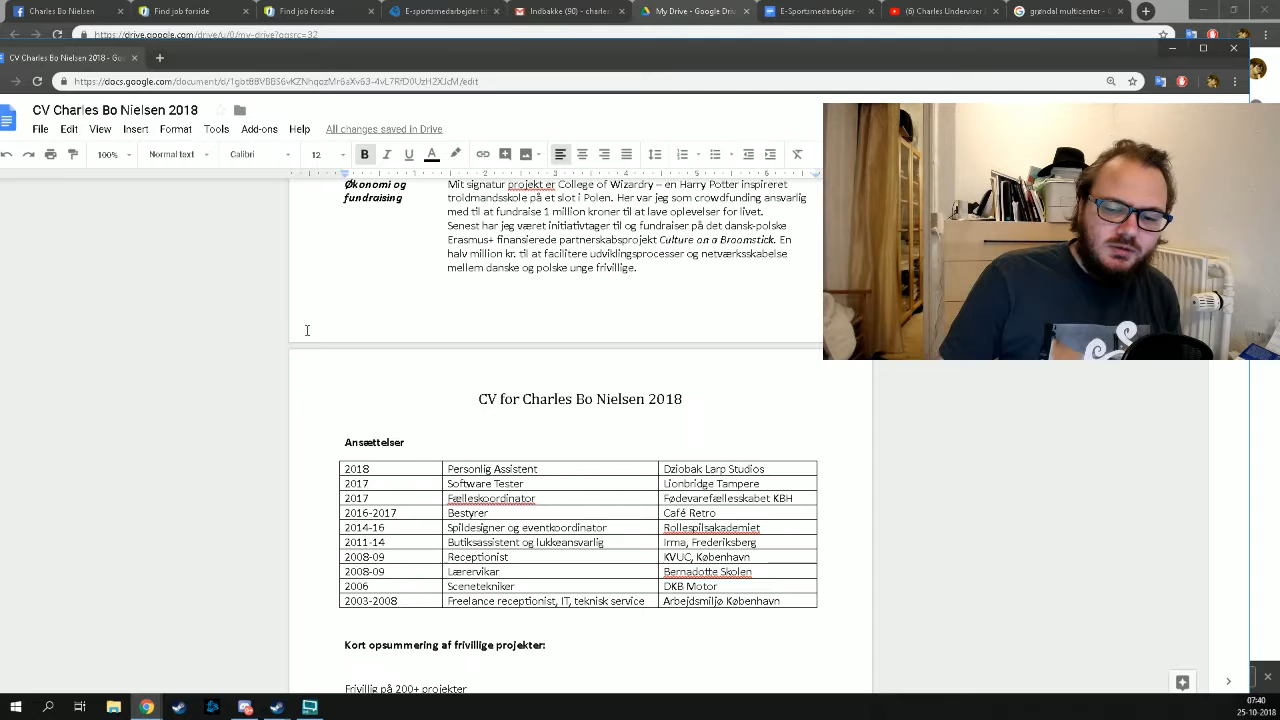 Charles Bo Nielsen
Find job forside
Find job forside
E-sportsmedarbejder ti
Indbakke (90) - charles
My Drive - Google Driv
E-Sportsmedarbejder -
(6) Charles Underviser i
grøndal multicenter - G
https://drive.google.com/drive/u/0/my-drive?ogsrc=32
CV Charles Bo Nielsen 2018 - Goo
CV Charles Bo Nielsen 2018
File Edit View Insert Format Tools Add-ons Help All changes saved in Drive
100% Normal text Calibri 12
Økonomi og
fundraising
Mit signatur projekt er College of Wizardry – en Harry Potter inspireret
troldmandsskole på et slot i Polen. Her var jeg som crowdfunding ansvarlig
med til at fundraise 1 million kroner til at lave oplevelser for livet.
Senest har jeg været initiativtager til og fundraiser på det dansk-polske
Erasmus+ finansierede partnerskabsprojekt Culture on a Broomstick. En
halv million kr. til at facilitere udviklingsprocesser og netværksskabelse
mellem danske og polske unge frivillige.
CV for Charles Bo Nielsen 2018
Ansættelser
2018 Personlig Assistent Dziobak Larp Studios
2017 Software Tester Lionbridge Tampere
2017 Fælleskoordinator Fødevarefællesskabet KBH
2016-2017 Bestyrer Café Retro
2014-16 Spildesigner og eventkoordinator Rollespilsakademiet
2011-14 Butiksassistent og lukkeansvarlig Irma, Frederiksberg
2008-09 Receptionist KVUC, København
2008-09 Lærervikar Bernadotte Skolen
2006 Scenetekniker DKB Motor
2003-2008 Freelance receptionist, IT, teknisk service Arbejdsmiljø København
Kort opsummering af frivillige projekter:
Frivillig på 200+ projekter
07:40
25-10-2018